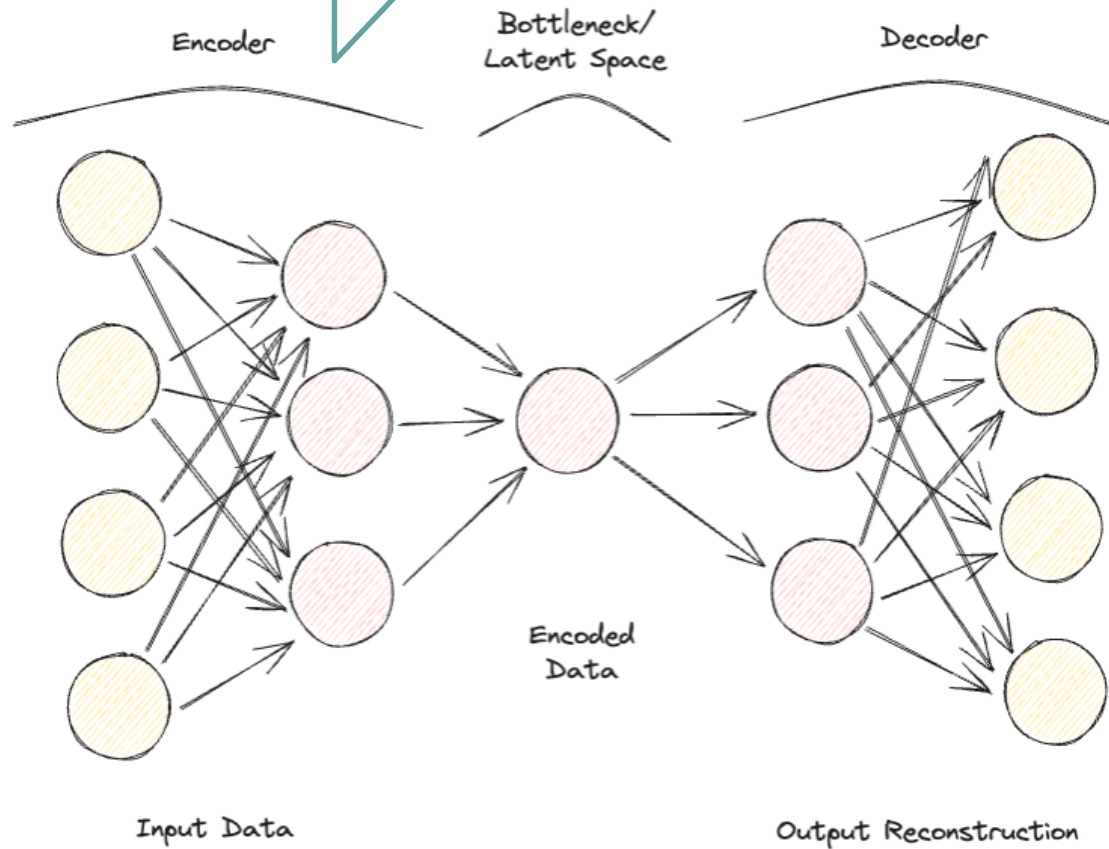 Encoder
Bottleneck/
Latent Space
Decoder
Encoded
Data
Input Data
Output Reconstruction